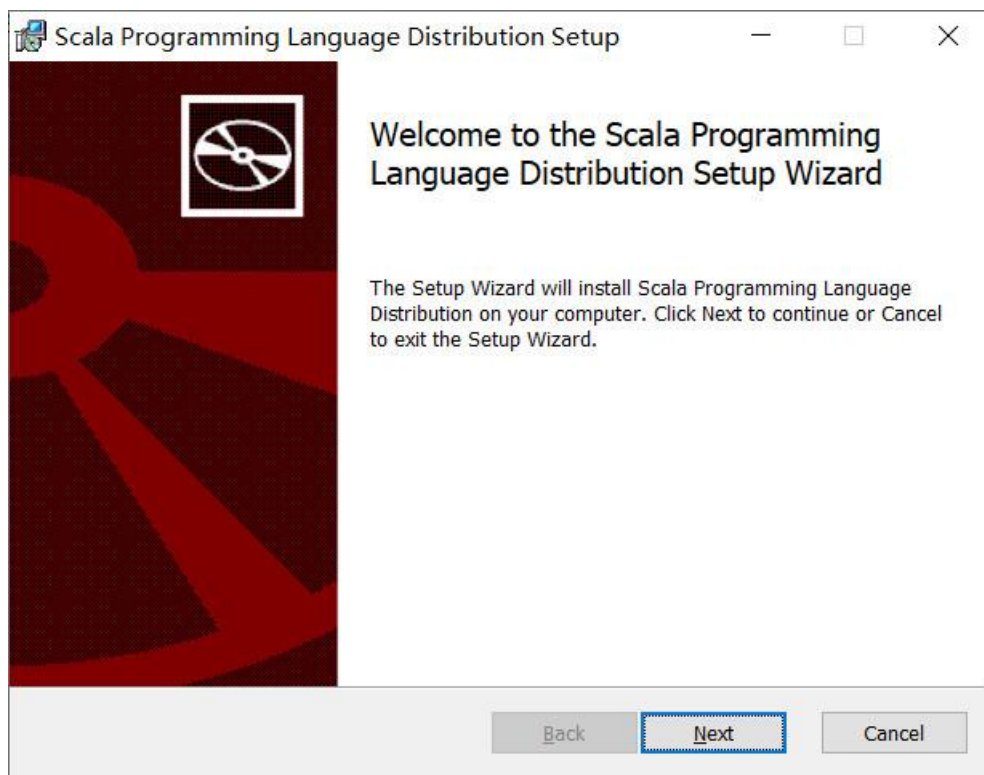 Scala Programming Language Distribution Setup
Welcome to the Scala Programming
Language Distribution Setup Wizard
The Setup Wizard will install Scala Programming Language
Distribution on your computer. Click Next to continue or Cancel
to exit the Setup Wizard.
Back Next Cancel